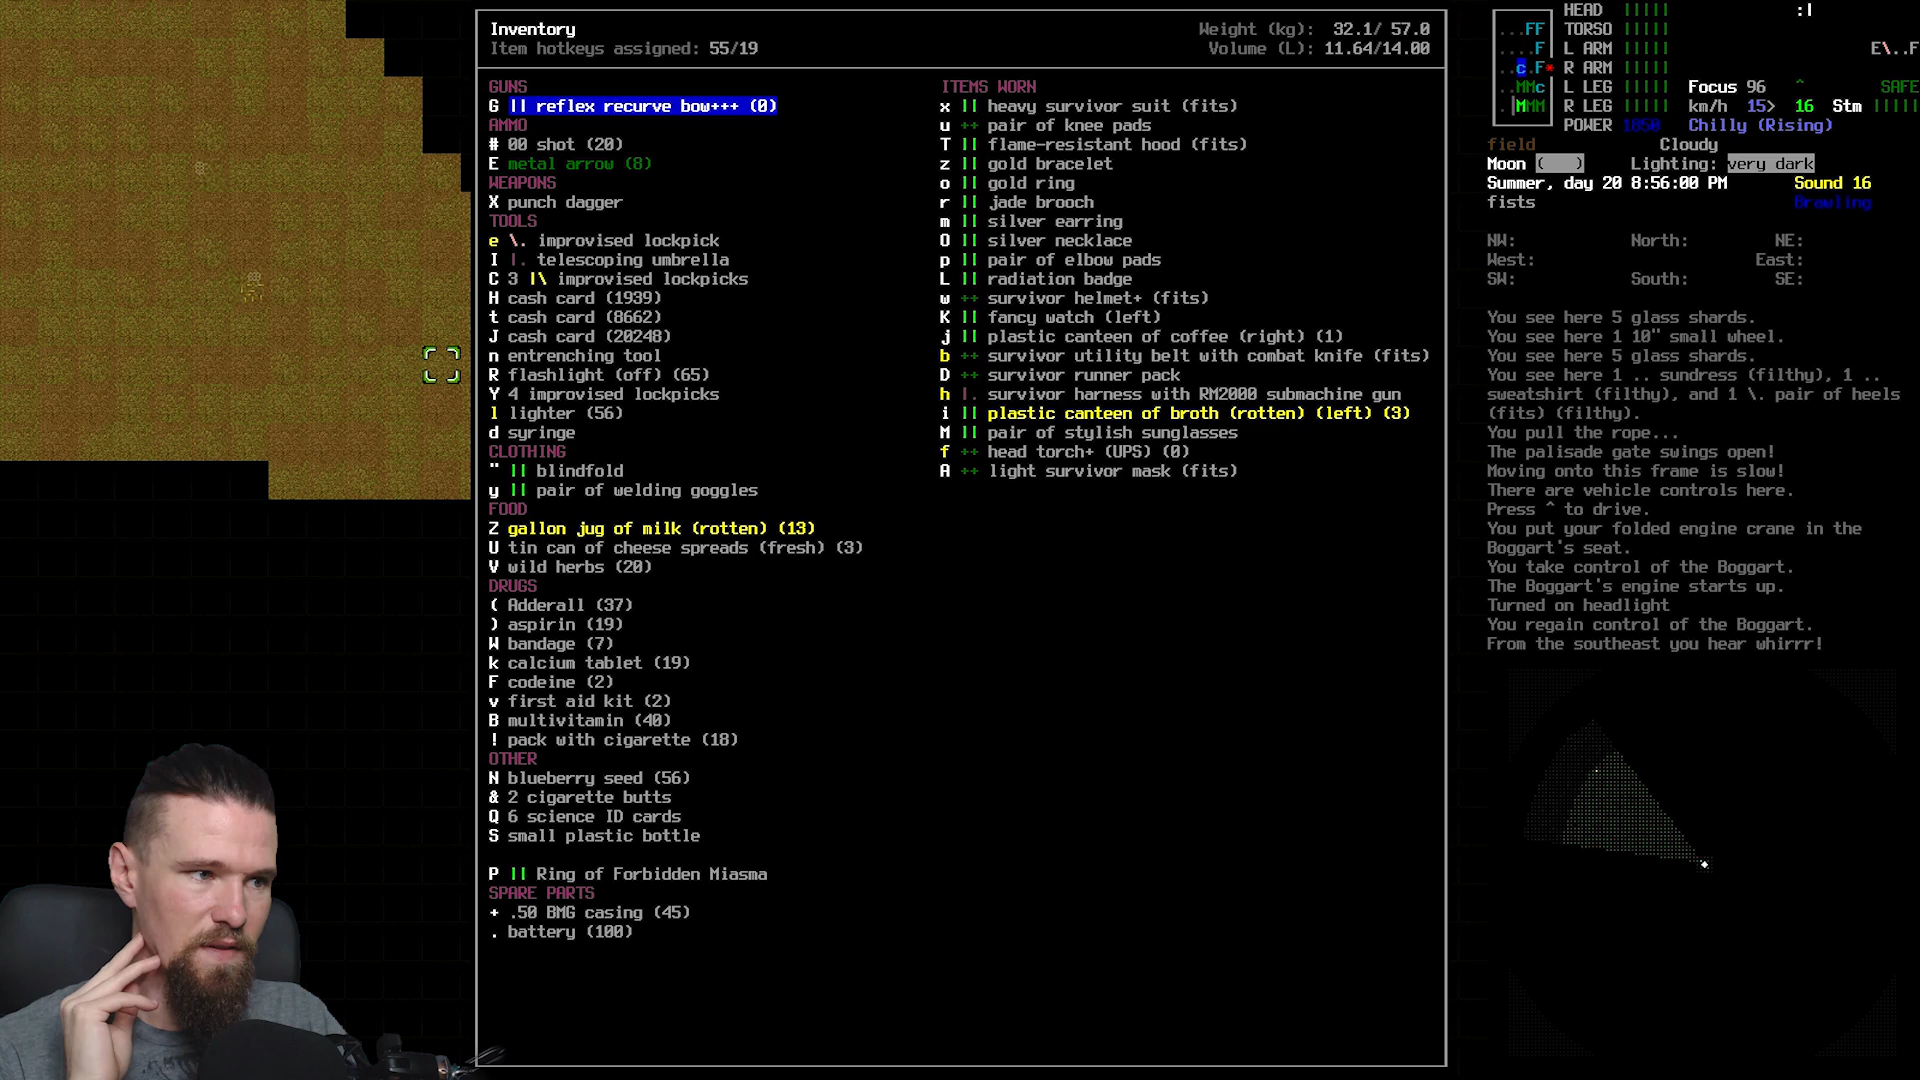 Inventory
Item hotkeys assigned: 55/19
Weight (kg): 32.1/ 57.0
Volume (L): 11.64/14.00
GUNS
G || reflex recurve bow+++ (0)
AMMO
# 00 shot (20)
E metal arrow (8)
WEAPONS
X punch dagger
TOOLS
e \. improvised lockpick
I |. telescoping umbrella
C 3 |\ improvised lockpicks
H cash card (1939)
t cash card (8662)
J cash card (20248)
n entrenching tool
R flashlight (off) (65)
Y 4 improvised lockpicks
l lighter (56)
d syringe
CLOTHING
" || blindfold
y || pair of welding goggles
FOOD
Z gallon jug of milk (rotten) (13)
U tin can of cheese spreads (fresh) (3)
V wild herbs (20)
DRUGS
( Adderall (37)
) aspirin (19)
W bandage (7)
k calcium tablet (19)
F codeine (2)
v first aid kit (2)
B multivitamin (40)
! pack with cigarette (18)
OTHER
N blueberry seed (56)
& 2 cigarette butts
Q 6 science ID cards
S small plastic bottle
P || Ring of Forbidden Miasma
SPARE PARTS
+ .50 BMG casing (45)
. battery (100)
ITEMS WORN
x || heavy survivor suit (fits)
u ++ pair of knee pads
T || flame-resistant hood (fits)
z || gold bracelet
o || gold ring
r || jade brooch
m || silver earring
O || silver necklace
p || pair of elbow pads
L || radiation badge
w ++ survivor helmet+ (fits)
K || fancy watch (left)
j || plastic canteen of coffee (right) (1)
b ++ survivor utility belt with combat knife (fits)
D ++ survivor runner pack
h |. survivor harness with RM2000 submachine gun
i || plastic canteen of broth (rotten) (left) (3)
M || pair of stylish sunglasses
f ++ head torch+ (UPS) (0)
A ++ light survivor mask (fits)
...FF
....F
..c.F*
.MMc
.|MMM
HEAD |||||
TORSO |||||
L ARM |||||
R ARM |||||
L LEG |||||
R LEG |||||
POWER 1850
:|
E\..F
Focus 96 ^ SAFE
km/h 15> 16 Stm |||||
Chilly (Rising)
field Cloudy
Moon (   ) Lighting: very dark
Summer, day 20 8:56:00 PM Sound 16
fists Brawling
NW: North: NE:
West: East:
SW: South: SE:
You see here 5 glass shards.
You see here 1 10" small wheel.
You see here 5 glass shards.
You see here 1 .. sundress (filthy), 1 ..
sweatshirt (filthy), and 1 \. pair of heels
(fits) (filthy).
You pull the rope...
The palisade gate swings open!
Moving onto this frame is slow!
There are vehicle controls here.
Press ^ to drive.
You put your folded engine crane in the
Boggart's seat.
You take control of the Boggart.
The Boggart's engine starts up.
Turned on headlight
You regain control of the Boggart.
From the southeast you hear whirrr!